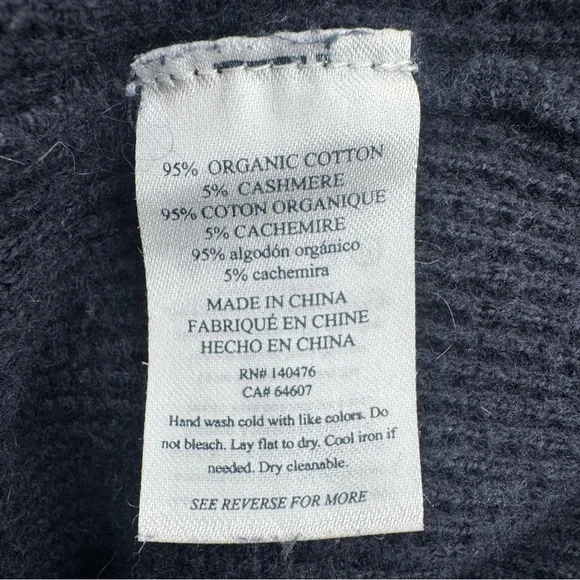 95% ORGANIC COTTON
5% CASHMERE
95% COTON ORGANIQUE
5% CACHEMIRE
95% algodón orgánico
5% cachemira
MADE IN CHINA
FABRIQUÉ EN CHINE
HECHO EN CHINA
RN# 140476
CA# 64607
Hand wash cold with like colors. Do
not bleach. Lay flat to dry. Cool iron if
needed. Dry cleanable.
SEE REVERSE FOR MORE